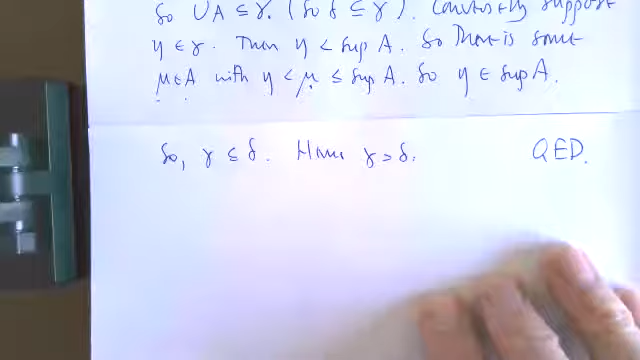 So ∪A ⊆ γ. (So δ ≤ γ). Conversely suppose
η ∈ γ. Then η < sup A. So there is some
μ ∈ A with η < μ ≤ sup A. So η ∈ sup A.
So, γ ≤ δ. Hence γ = δ. QED.